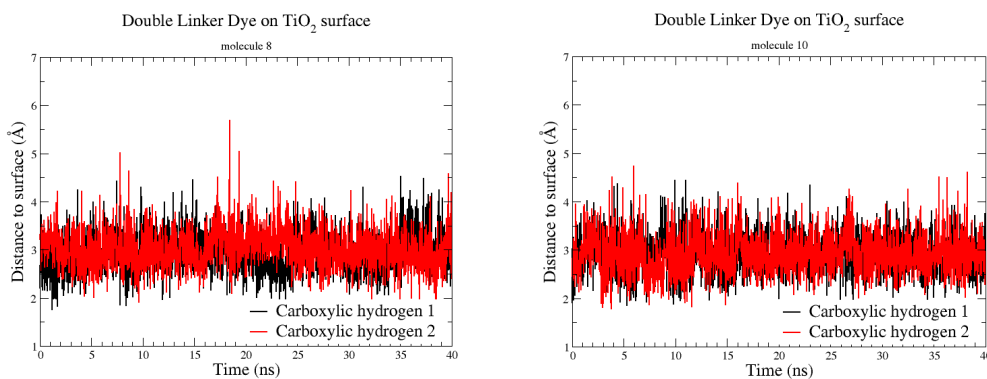 Double Linker Dye on TiO2 surface
molecule 8
7
6
5
4
3
2
1
Distance to surface (Å)
Carboxylic hydrogen 1
Carboxylic hydrogen 2
0 5 10 15 20 25 30 35 40
Time (ns)
Double Linker Dye on TiO2 surface
molecule 10
7
6
5
4
3
2
1
Distance to surface (Å)
Carboxylic hydrogen 1
Carboxylic hydrogen 2
0 5 10 15 20 25 30 35 40
Time (ns)